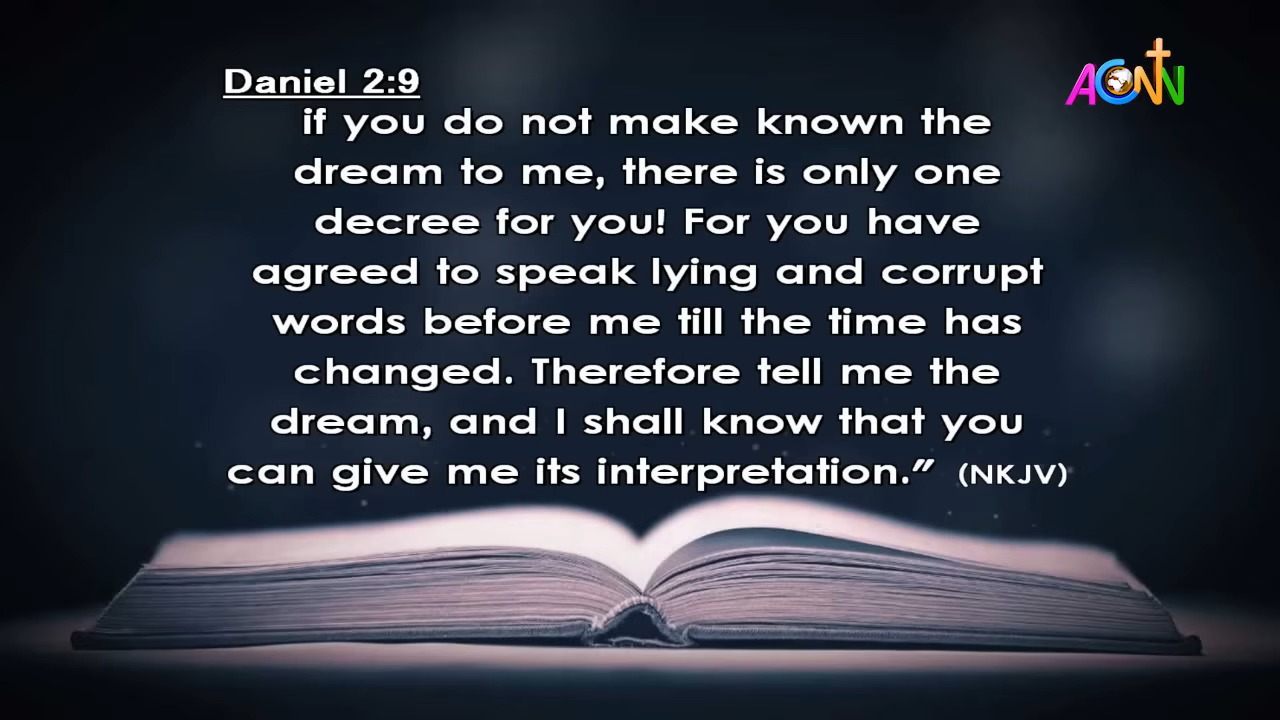 Daniel 2:9
ACNN
if you do not make known the
dream to me, there is only one
decree for you! For you have
agreed to speak lying and corrupt
words before me till the time has
changed. Therefore tell me the
dream, and I shall know that you
can give me its interpretation.” (NKJV)